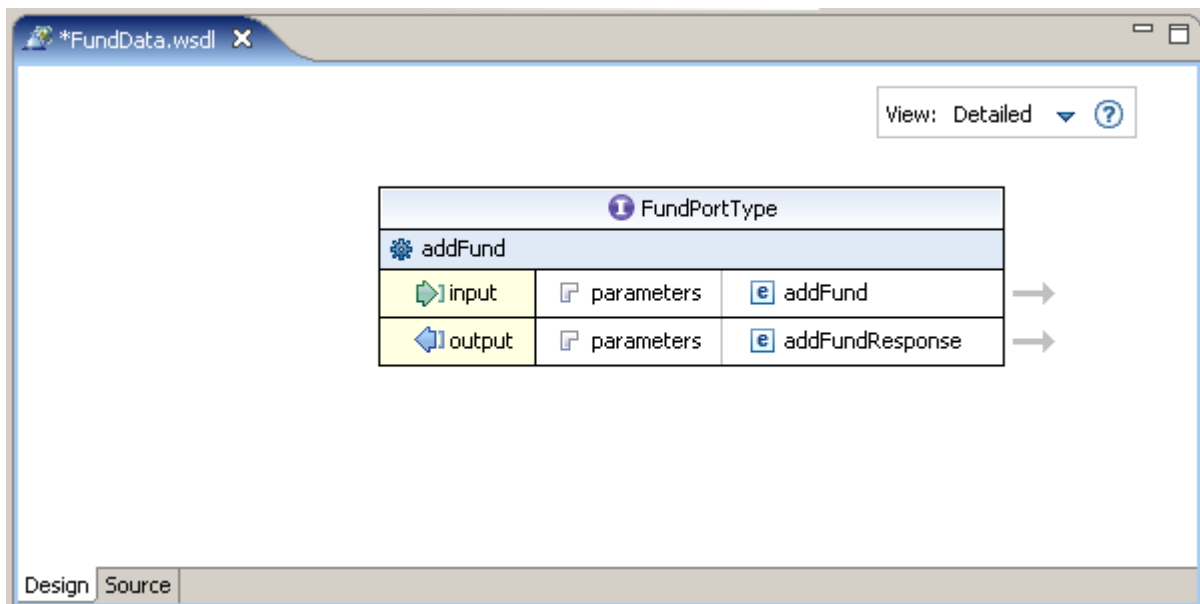 *FundData.wsdl
View: Detailed ?
I FundPortType
addFund
input parameters e addFund
output parameters e addFundResponse
Design Source